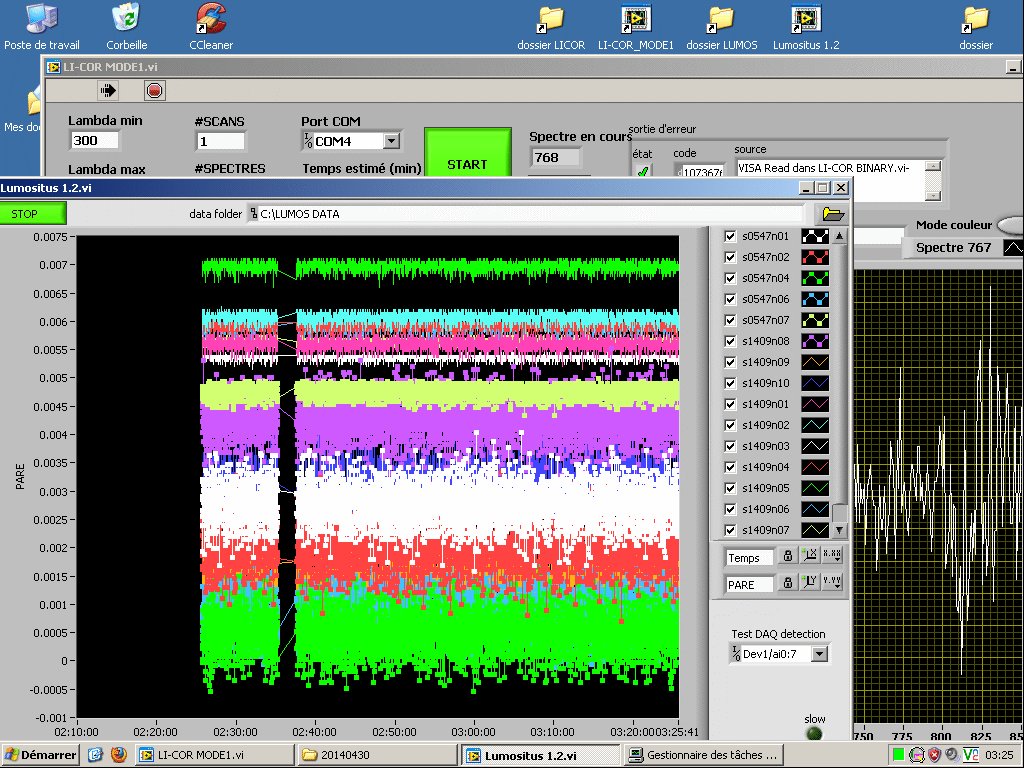 Poste de travail
Corbeille
CCleaner
dossier LICOR
LI-COR_MODE1
dossier LUMOS
Lumositus 1.2
dossier
Mes do
LI-COR MODE1.vi
Lambda min
300
Lambda max
#SCANS
1
#SPECTRES
Port COM
COM4
Temps estimé (min)
START
Spectre en cours
768
sortie d'erreur
état
code
source
VISA Read dans LI-COR BINARY.vi-
Mode couleur
Spectre 767
Lumositus 1.2.vi
STOP
data folder
C:\LUMOS DATA
0.0075
0.007
0.0065
0.006
0.0055
0.005
0.0045
0.004
0.0035
0.003
0.0025
0.002
0.0015
0.001
0.0005
0
-0.0005
-0.001
PARE
02:10:00
02:20:00
02:30:00
02:40:00
02:50:00
03:00:00
03:10:00
03:20:00
03:25:41
s0547n01
s0547n02
s0547n04
s0547n06
s0547n07
s1409n08
s1409n09
s1409n10
s1409n01
s1409n02
s1409n03
s1409n04
s1409n05
s1409n06
s1409n07
Temps
PARE
Test DAQ detection
Dev1/ai0:7
slow
750
775
800
825
85
Démarrer
LI-COR MODE1.vi
20140430
Lumositus 1.2.vi
Gestionnaire des tâches ...
03:25